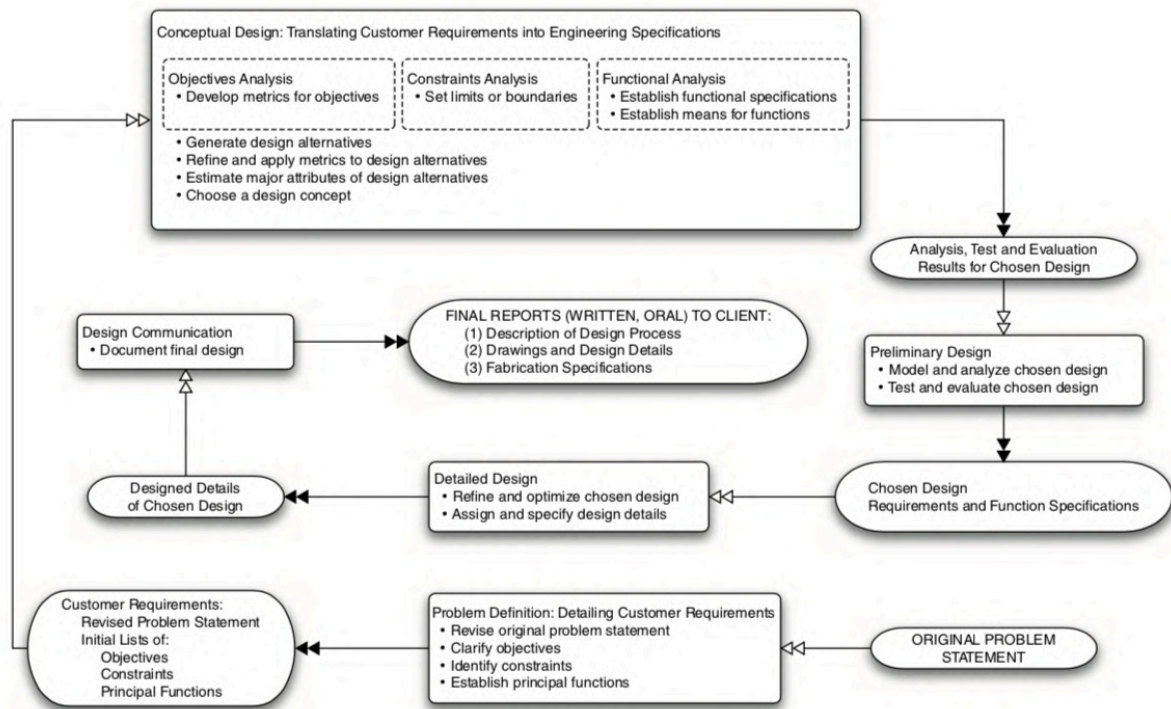 Conceptual Design: Translating Customer Requirements into Engineering Specifications
Objectives Analysis
• Develop metrics for objectives
Constraints Analysis
• Set limits or boundaries
Functional Analysis
• Establish functional specifications
• Establish means for functions
• Generate design alternatives
• Refine and apply metrics to design alternatives
• Estimate major attributes of design alternatives
• Choose a design concept
Analysis, Test and Evaluation
Results for Chosen Design
Design Communication
• Document final design
FINAL REPORTS (WRITTEN, ORAL) TO CLIENT:
(1) Description of Design Process
(2) Drawings and Design Details
(3) Fabrication Specifications
Preliminary Design
• Model and analyze chosen design
• Test and evaluate chosen design
Designed Details
of Chosen Design
Detailed Design
• Refine and optimize chosen design
• Assign and specify design details
Chosen Design
Requirements and Function Specifications
Customer Requirements:
Revised Problem Statement
Initial Lists of:
Objectives
Constraints
Principal Functions
Problem Definition: Detailing Customer Requirements
• Revise original problem statement
• Clarify objectives
• Identify constraints
• Establish principal functions
ORIGINAL PROBLEM
STATEMENT